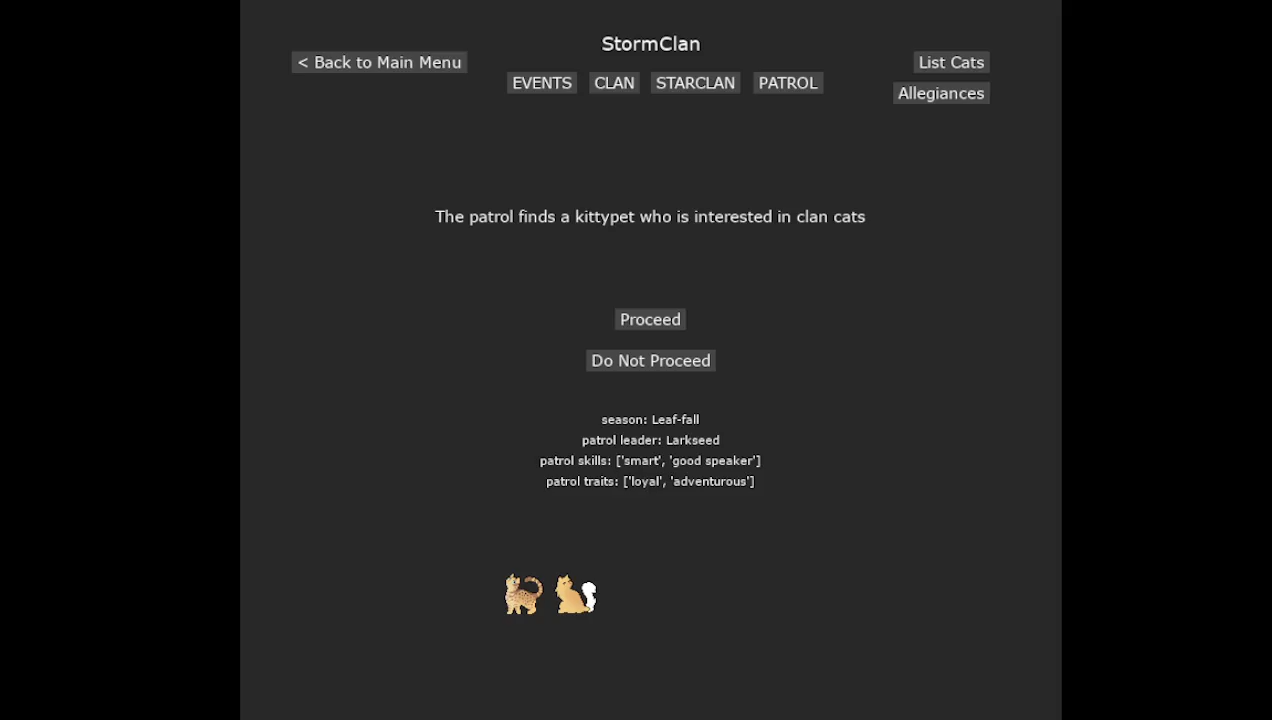 StormClan
< Back to Main Menu
List Cats
EVENTS CLAN STARCLAN PATROL
Allegiances
The patrol finds a kittypet who is interested in clan cats
Proceed
Do Not Proceed
season: Leaf-fall
patrol leader: Larkseed
patrol skills: ['smart', 'good speaker']
patrol traits: ['loyal', 'adventurous']